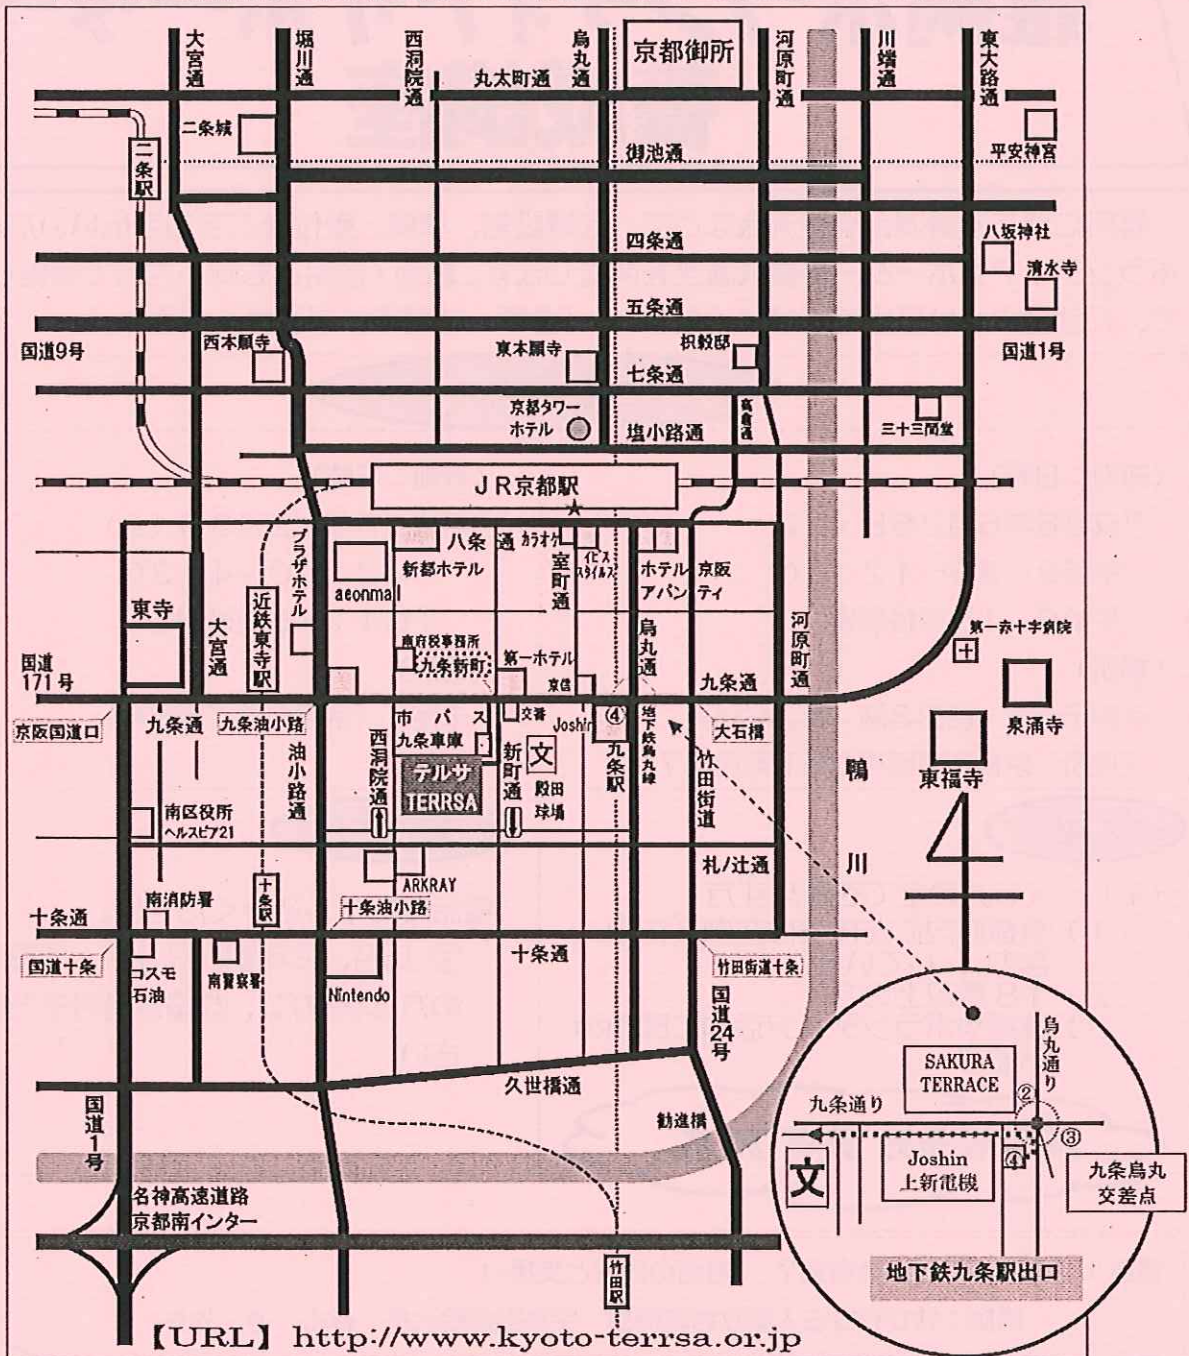 大宮通
堀川通
西洞院通
烏丸通
京都御所
河原町通
川端通
東大路通
丸太町通
二条城
二条駅
御池通
平安神宮
四条通
八坂神社
清水寺
五条通
国道9号
西本願寺
東本願寺
枳殻邸
国道1号
七条通
京都タワー
ホテル
高倉通
塩小路通
三十三間堂
JR京都駅
★
プラザホテル
八条通
カラオケ
新都ホテル
室町通
イビス
スタイルズ
ホテル 京阪
アバンティ
aeonmall
東寺
大宮通
近鉄東寺駅
南府税事務所
九条新町
第一ホテル
京信
烏丸通
河原町通
第一赤十字病院
泉涌寺
国道
171号
九条通
京阪国道口
九条通
九条油小路
市バス
九条車庫
交番
Joshin
④
地下鉄烏丸線
大石橋
東福寺
油小路通
西洞院通
テルサ
TERRSA
新町通
文
殿田
球場
九条駅
竹田街道
鴨川
南区役所
ヘルスピア21
札ノ辻通
ARKRAY
南消防署
十条駅
十条油小路
十条通
十条通
国道十条
コスモ
石油
南警察署
Nintendo
竹田街道十条
国道24号
久世橋通
国道1号
勧進橋
名神高速道路
京都南インター
竹田駅
SAKURA
TERRACE
烏丸通り
九条通り
②
③
④
文
Joshin
上新電機
九条烏丸
交差点
地下鉄九条駅出口
【URL】 http://www.kyoto-terrsa.or.jp